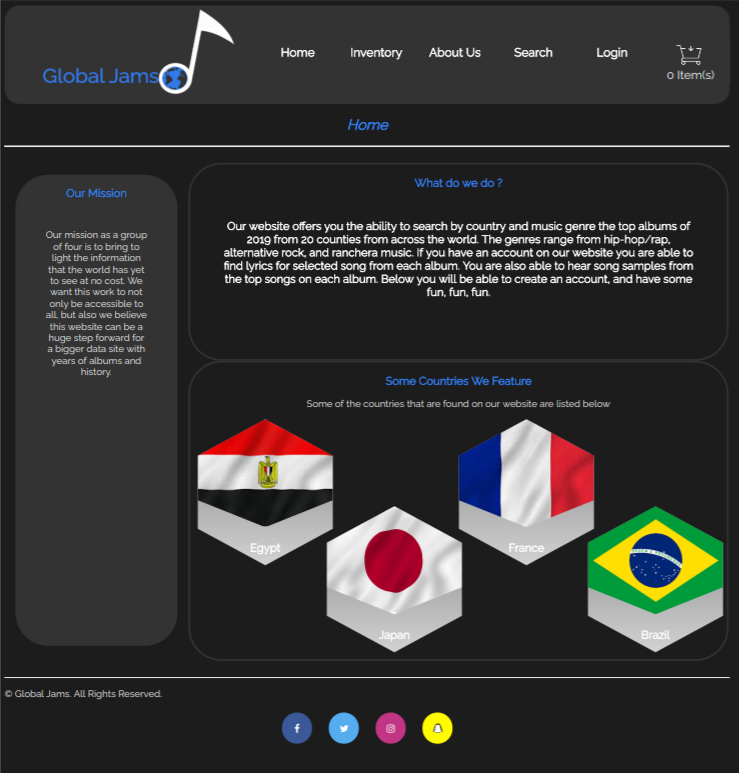 Global Jams
Home
Inventory
About Us
Search
Login
0 Item(s)
Home
Our Mission
Our mission as a group
of four is to bring to
light the information
that the world has yet
to see at no cost. We
want this work to not
only be accessible to
all, but also we believe
this website can be a
huge step forward for
a bigger data site with
years of albums and
history.
What do we do ?
Our website offers you the ability to search by country and music genre the top albums of
2019 from 20 counties from across the world. The genres range from hip-hop/rap,
alternative rock, and ranchera music. If you have an account on our website you are able to
find lyrics for selected song from each album. You are also able to hear song samples from
the top songs on each album. Below you will be able to create an account, and have some
fun, fun, fun.
Some Countries We Feature
Some of the countries that are found on our website are listed below
Egypt
France
Japan
Brazil
© Global Jams. All Rights Reserved.